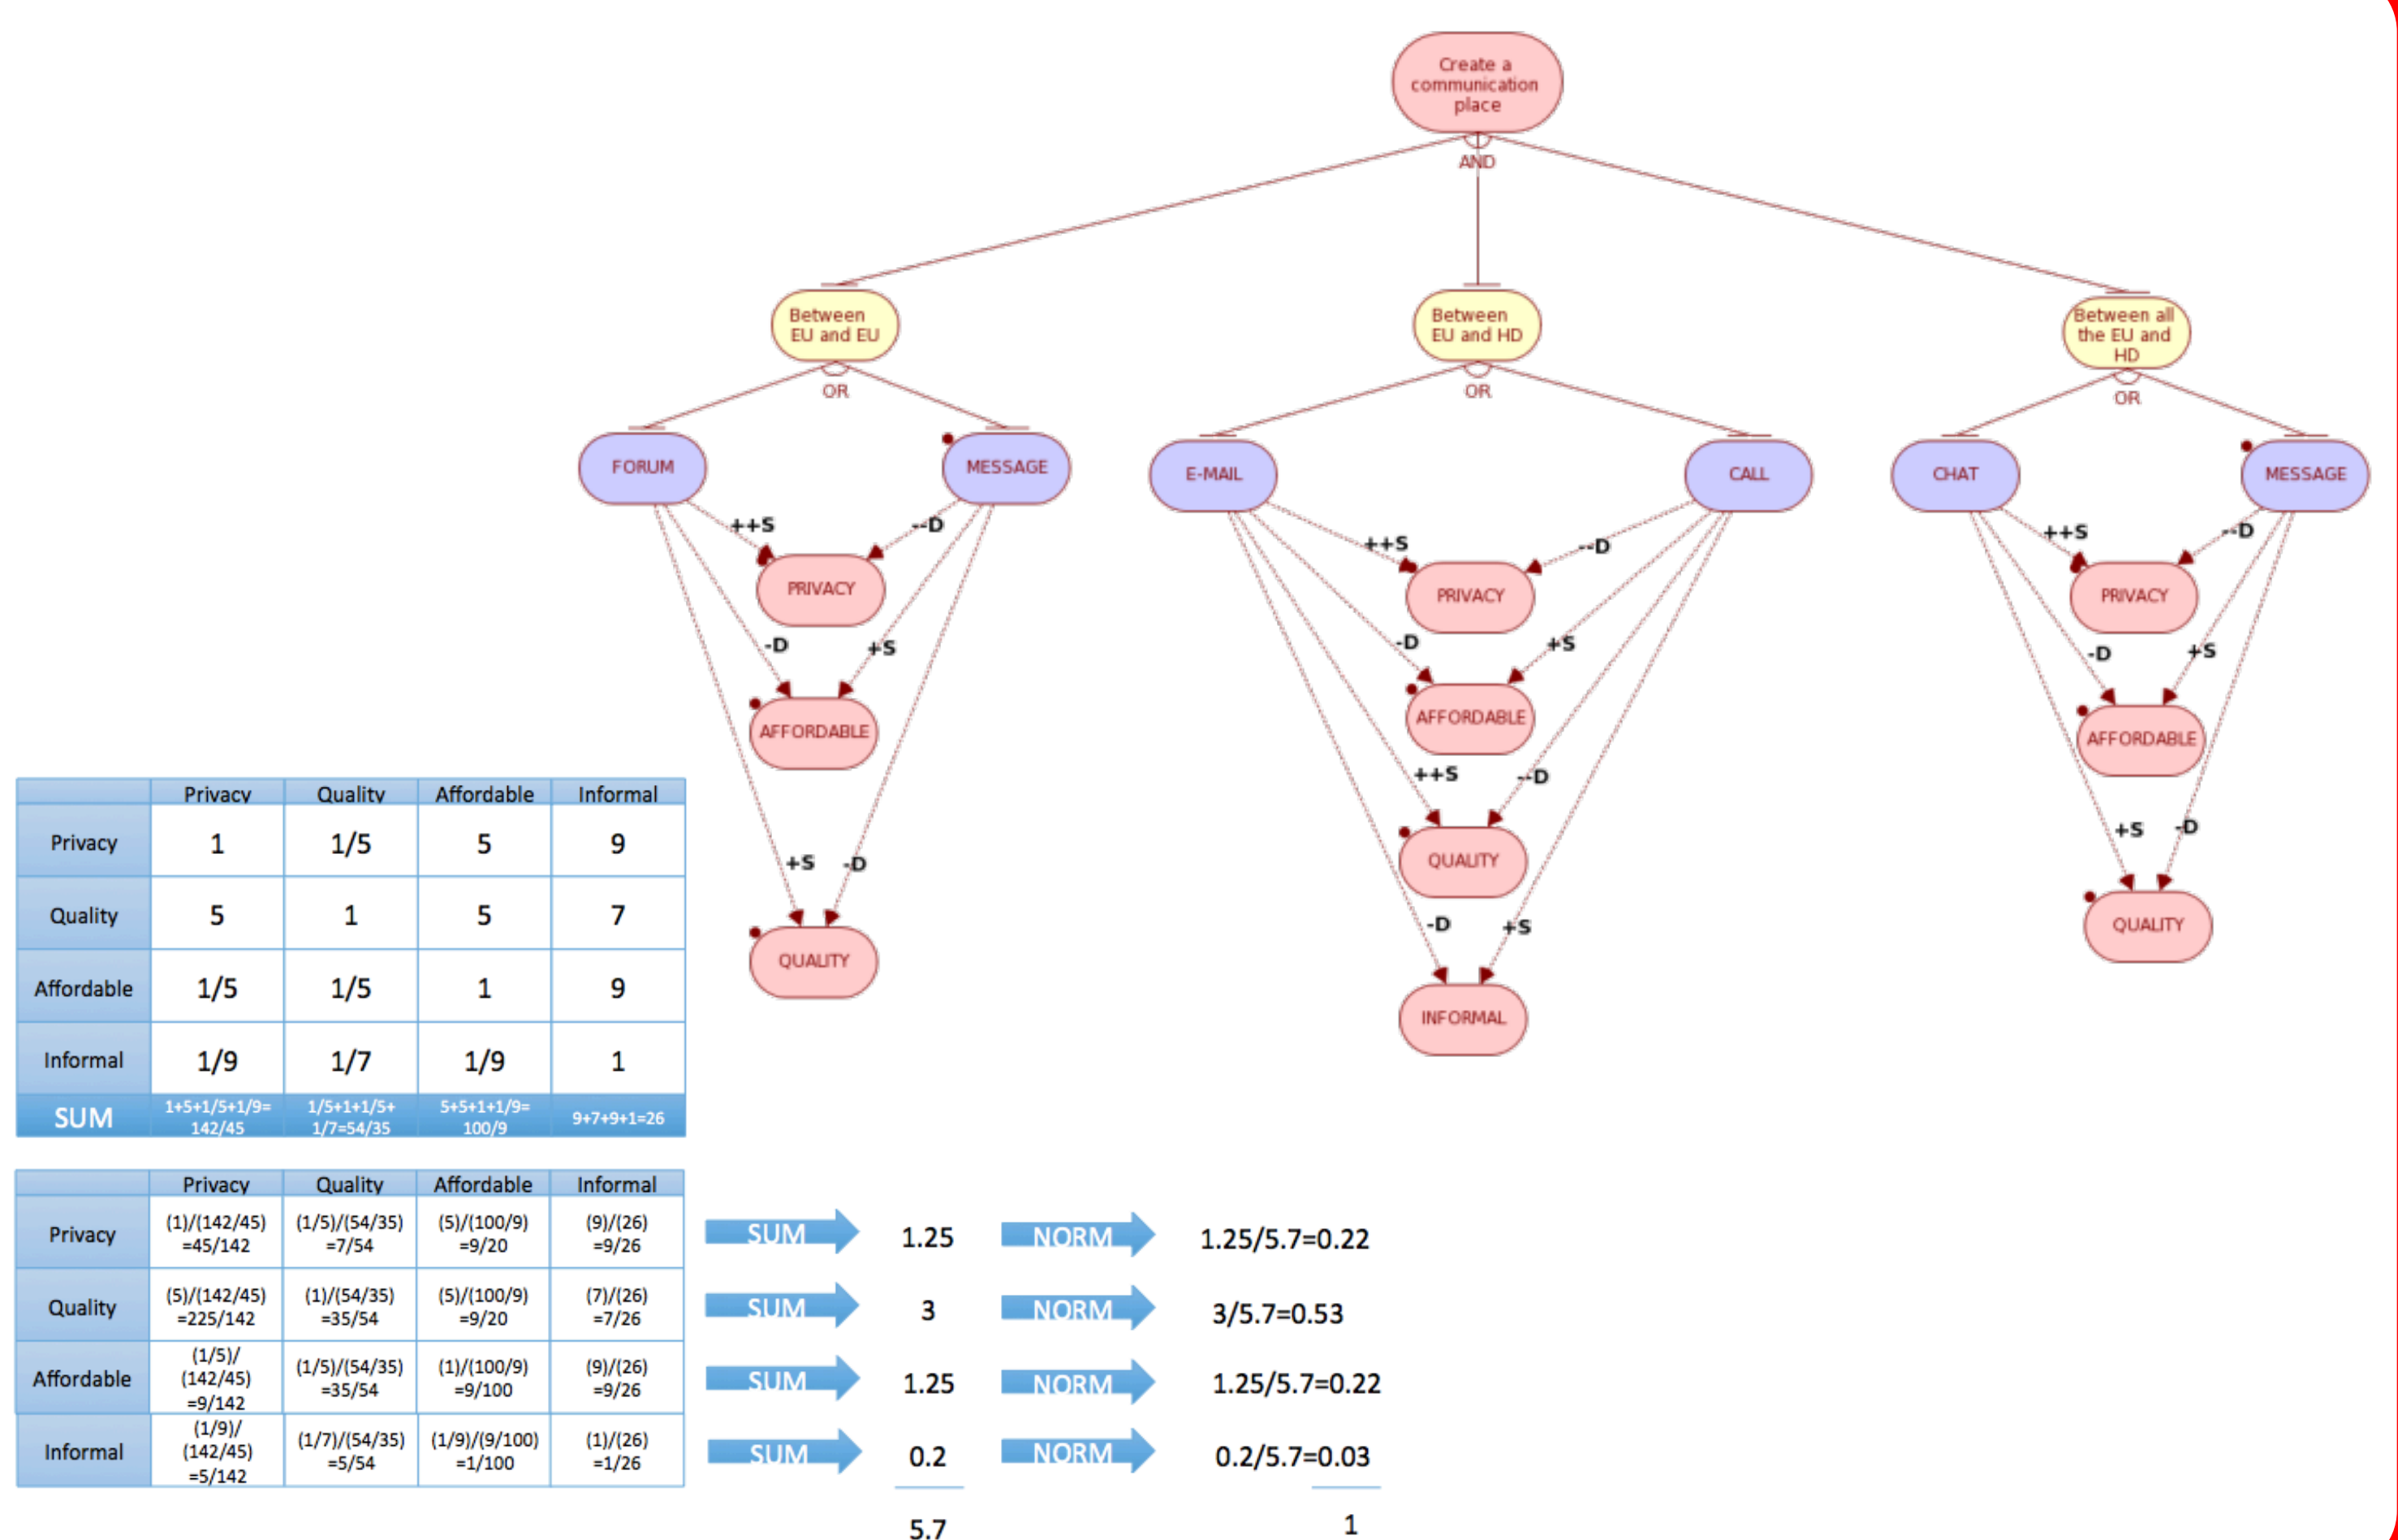 Create a
communication
place
AND
Between
EU and EU
OR
Between
EU and HD
OR
Between all
the EU and
HD
OR
FORUM
MESSAGE
++S
--D
PRIVACY
-D
+S
AFFORDABLE
+S
-D
QUALITY
E-MAIL
CALL
++S
--D
PRIVACY
-D
+S
AFFORDABLE
++S
--D
QUALITY
-D
+S
INFORMAL
CHAT
MESSAGE
++S
--D
PRIVACY
-D
+S
AFFORDABLE
+S
-D
QUALITY
Privacy Quality Affordable Informal
Privacy 1 1/5 5 9
Quality 5 1 5 7
Affordable 1/5 1/5 1 9
Informal 1/9 1/7 1/9 1
SUM
1+5+1/5+1/9=
142/45
1/5+1+1/5+
1/7=54/35
5+5+1+1/9=
100/9
9+7+9+1=26
Privacy Quality Affordable Informal
Privacy
(1)/(142/45)
=45/142
(1/5)/(54/35)
=7/54
(5)/(100/9)
=9/20
(9)/(26)
=9/26
SUM
1.25
NORM
1.25/5.7=0.22
Quality
(5)/(142/45)
=225/142
(1)/(54/35)
=35/54
(5)/(100/9)
=9/20
(7)/(26)
=7/26
SUM
3
NORM
3/5.7=0.53
Affordable
(1/5)/
(142/45)
=9/142
(1/5)/(54/35)
=35/54
(1)/(100/9)
=9/100
(9)/(26)
=9/26
SUM
1.25
NORM
1.25/5.7=0.22
Informal
(1/9)/
(142/45)
=5/142
(1/7)/(54/35)
=5/54
(1/9)/(9/100)
=1/100
(1)/(26)
=1/26
SUM
0.2
NORM
0.2/5.7=0.03
5.7
1